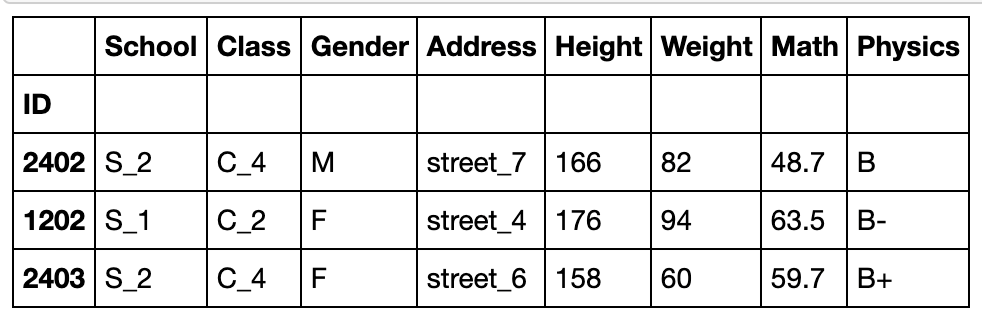 School Class Gender Address Height Weight Math Physics
ID
2402 S_2 C_4 M street_7 166 82 48.7 B
1202 S_1 C_2 F street_4 176 94 63.5 B-
2403 S_2 C_4 F street_6 158 60 59.7 B+